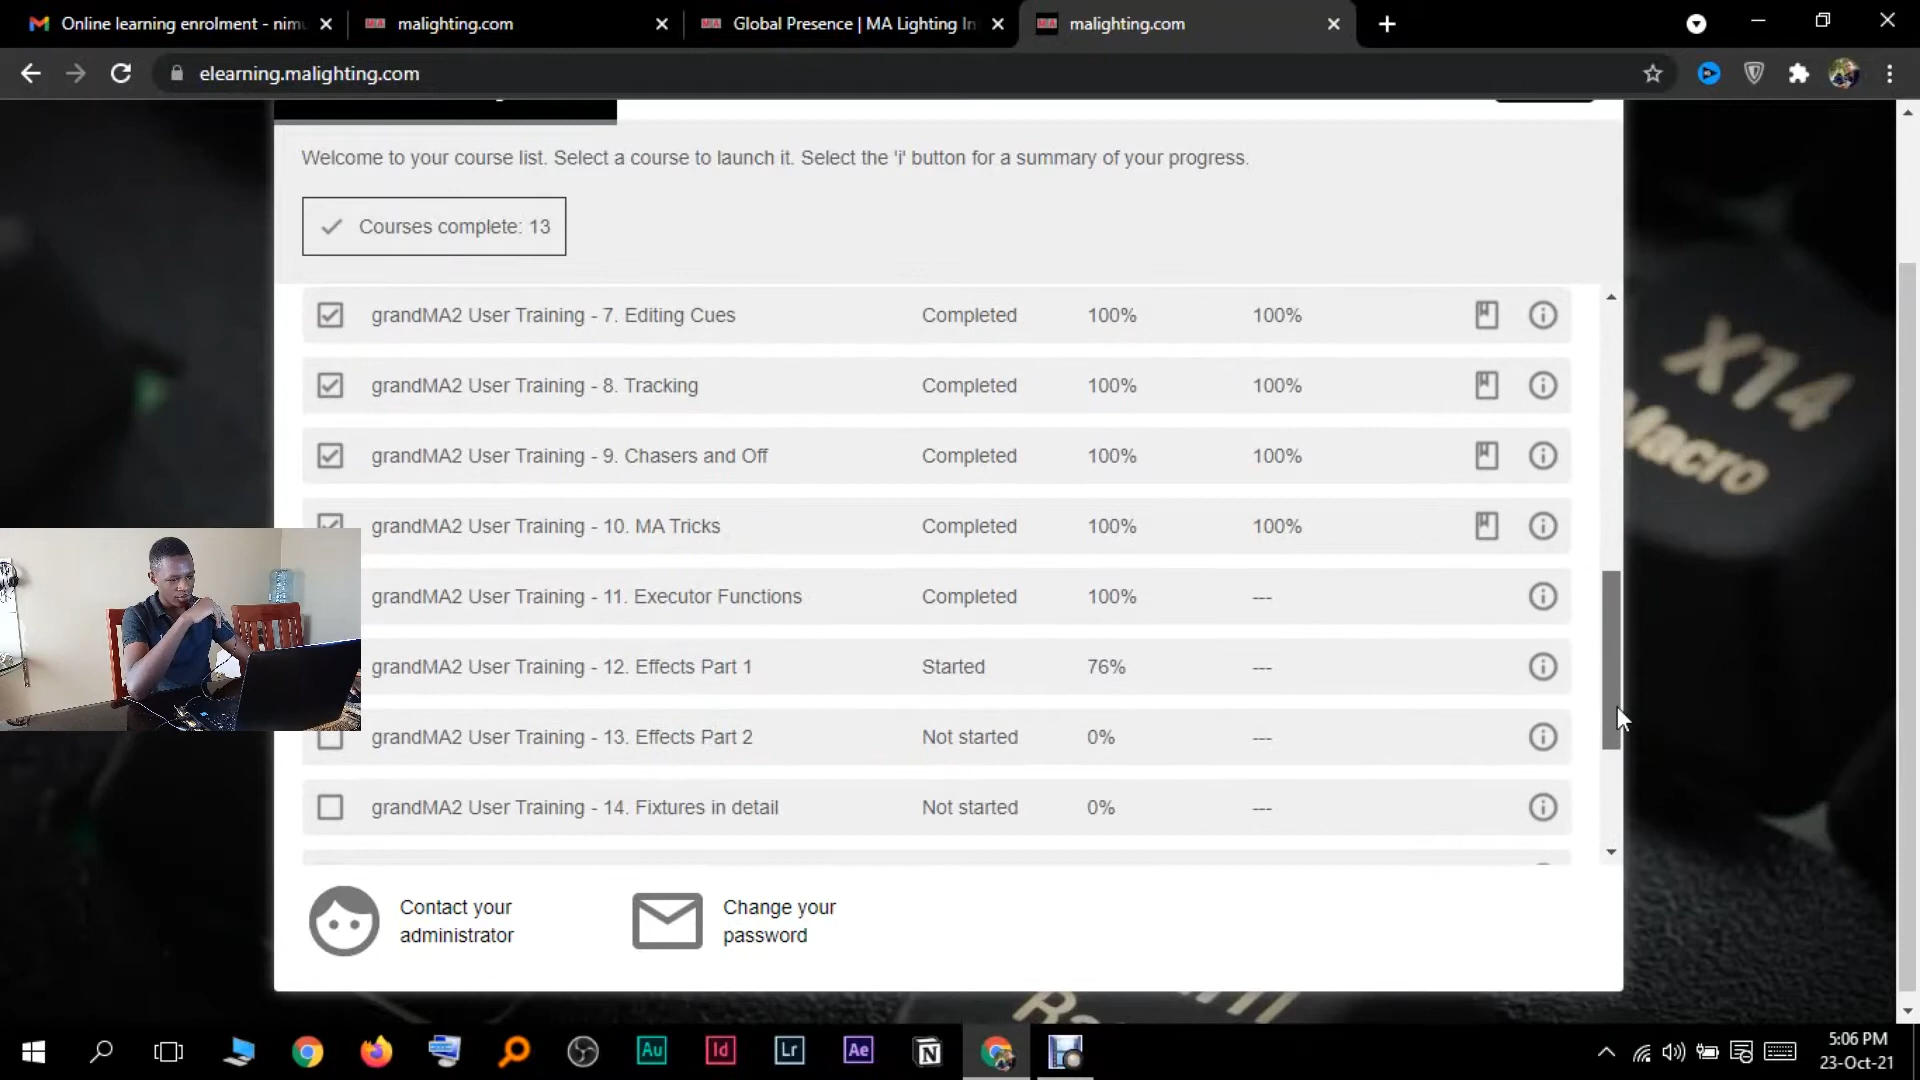 Online learning enrolment - nim
malighting.com
Global Presence | MA Lighting In
malighting.com
elearning.malighting.com
Welcome to your course list. Select a course to launch it. Select the 'i' button for a summary of your progress.
Courses complete: 13
grandMA2 User Training - 7. Editing Cues Completed 100% 100%
grandMA2 User Training - 8. Tracking Completed 100% 100%
grandMA2 User Training - 9. Chasers and Off Completed 100% 100%
grandMA2 User Training - 10. MA Tricks Completed 100% 100%
grandMA2 User Training - 11. Executor Functions Completed 100% ---
grandMA2 User Training - 12. Effects Part 1 Started 76% ---
grandMA2 User Training - 13. Effects Part 2 Not started 0% ---
grandMA2 User Training - 14. Fixtures in detail Not started 0% ---
X14
Macro
Contact your
administrator
Change your
password
Au
Id
Lr
Ae
N
5:06 PM
23-Oct-21